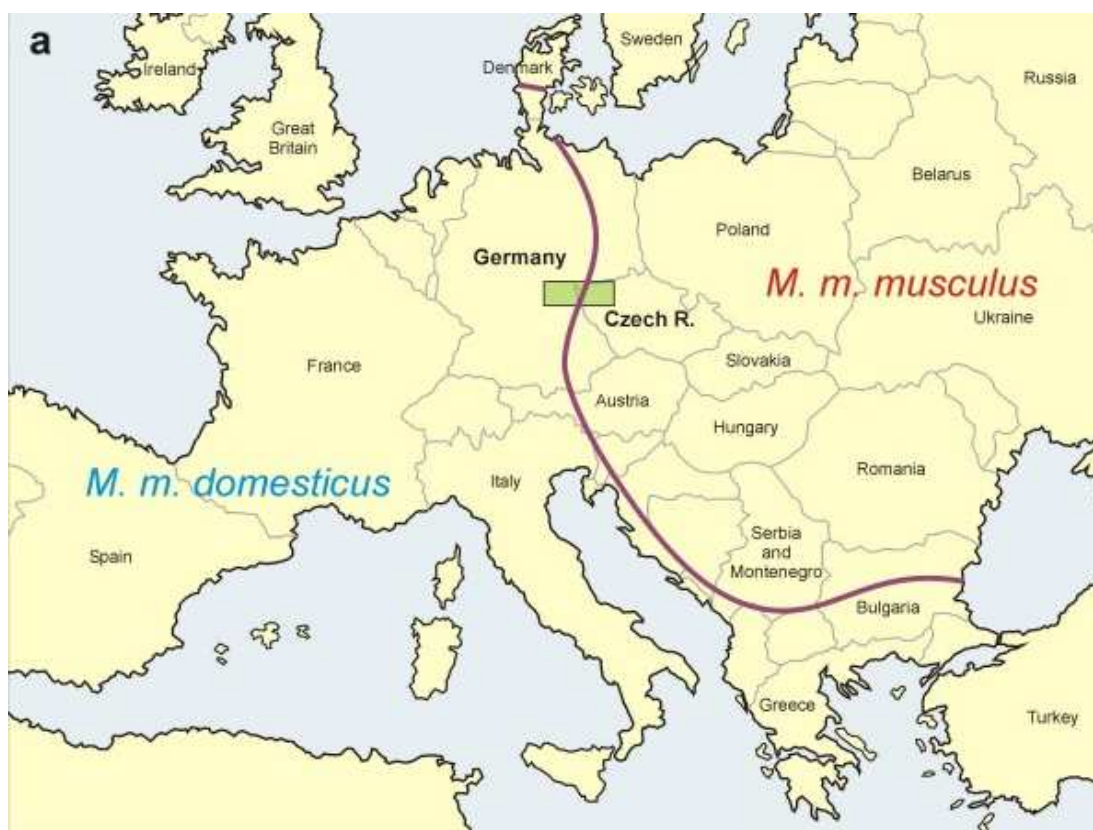 a
Sweden
Ireland
Denmark
Russia
Great
Britain
Belarus
Poland
Germany
M. m. musculus
Ukraine
Czech R.
Slovakia
France
Austria
Hungary
Romania
M. m. domesticus
Italy
Serbia
and
Montenegro
Spain
Bulgaria
Greece
Turkey